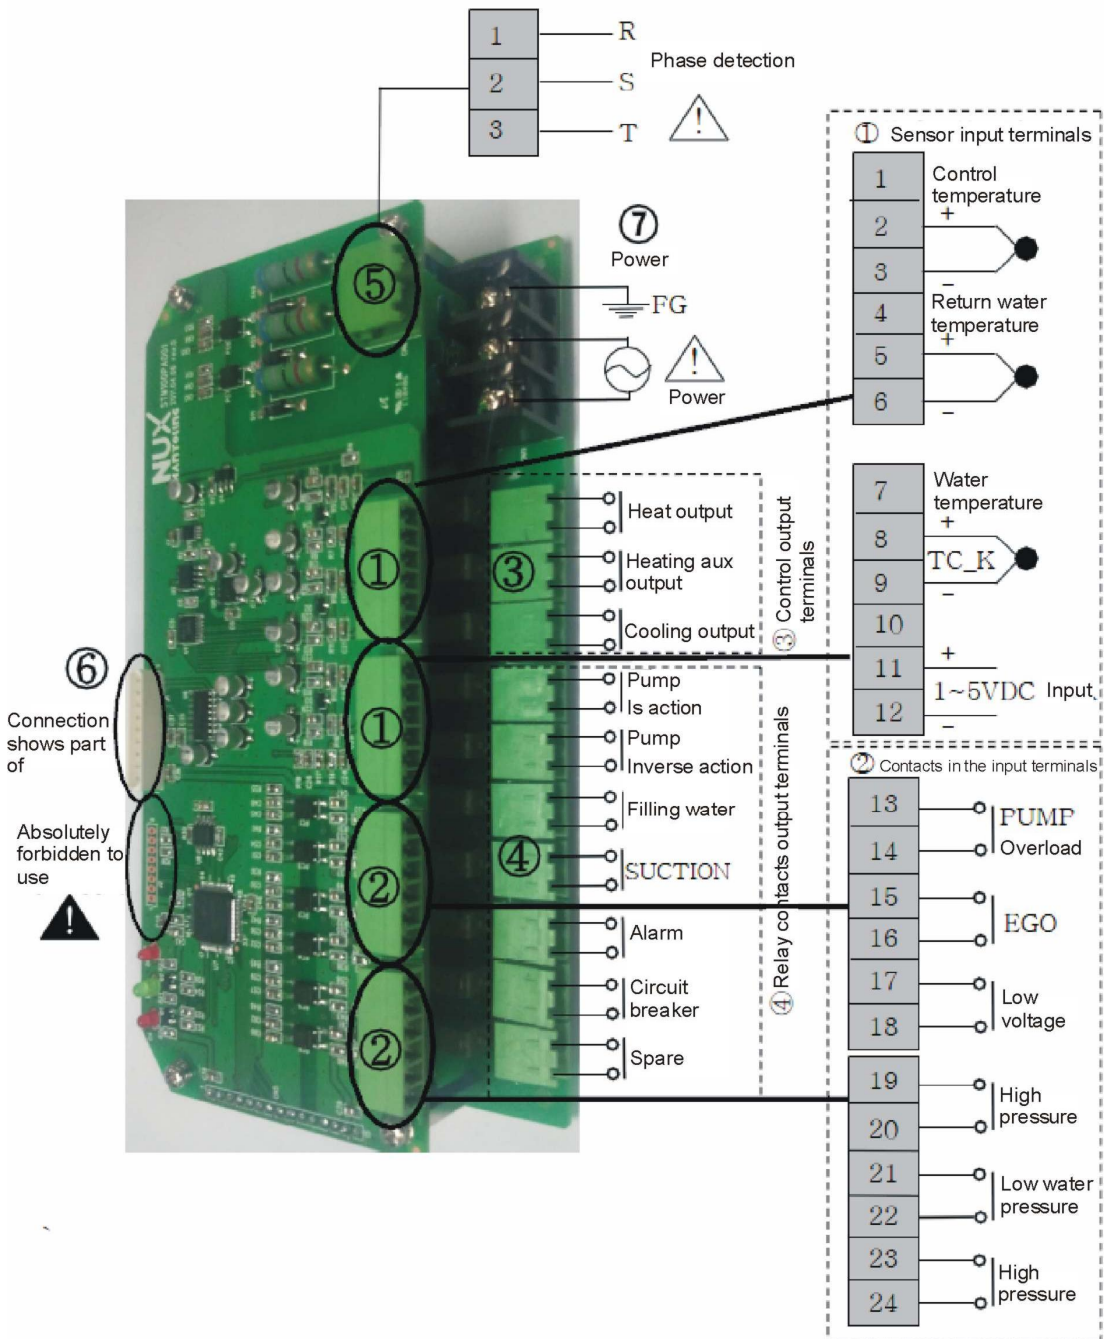 1
R
2
S
3
T
Phase detection
!
⑦
Power
FG
!
Power
① Sensor input terminals
1
Control
temperature
2
+
3
−
4
Return water
temperature
5
+
6
−
7
Water
temperature
8
+
TC_K
9
−
10
11
+
1~5VDC Input
12
−
② Contacts in the input terminals
13
PUMP
14
Overload
15
EGO
16
17
Low
18
voltage
19
High
pressure
20
21
Low water
22
pressure
23
High
24
pressure
⑤
NUX
①
①
②
②
③
④
Heat output
Heating aux
output
Cooling output
③ Control output
terminals
Pump
Is action
Pump
Inverse action
Filling water
SUCTION
Alarm
Circuit
breaker
Spare
④ Relay contacts output terminals
⑥
Connection
shows part
of
Absolutely
forbidden to
use
!